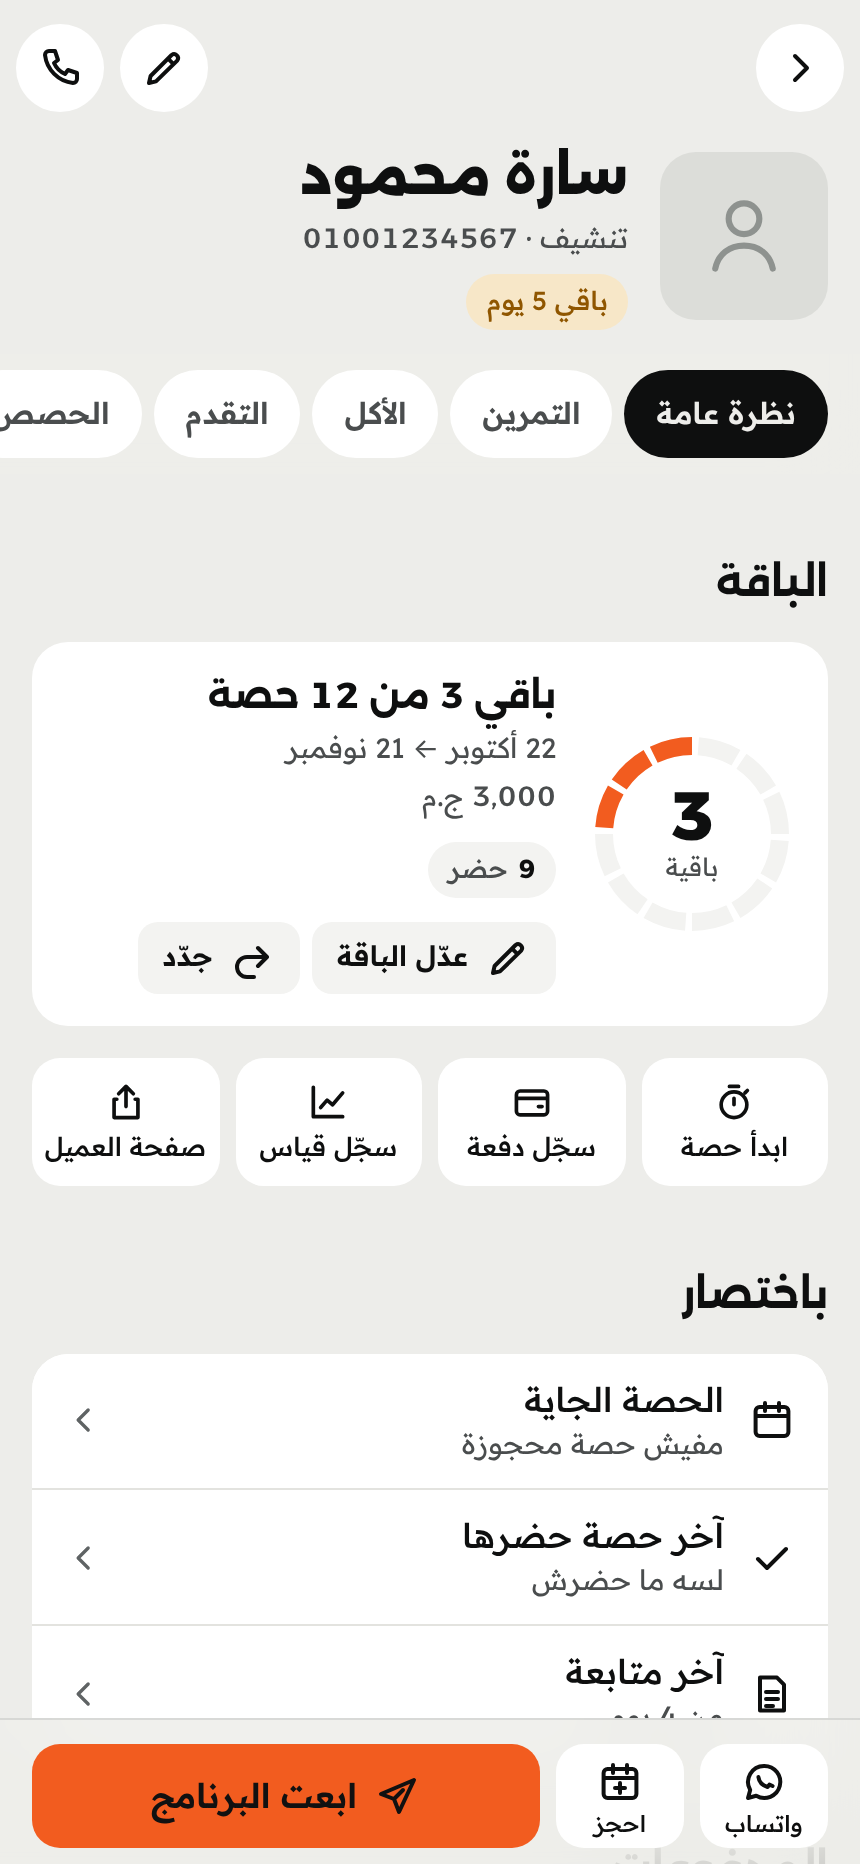 سارة محمود
تنشيف · 01001234567
باقي 5 يوم
نظرة عامة
التمرين
الأكل
التقدم
الحصص
الباقة
باقي 3 من 12 حصة
22 أكتوبر ← 21 نوفمبر
3,000 ج.م
9 حضر
3
باقية
عدّل الباقة
جدّد
ابدأ حصة
سجّل دفعة
سجّل قياس
صفحة العميل
باختصار
الحصة الجاية
مفيش حصة محجوزة
آخر حصة حضرها
لسه ما حضرش
آخر متابعة
واتساب
احجز
ابعت البرنامج